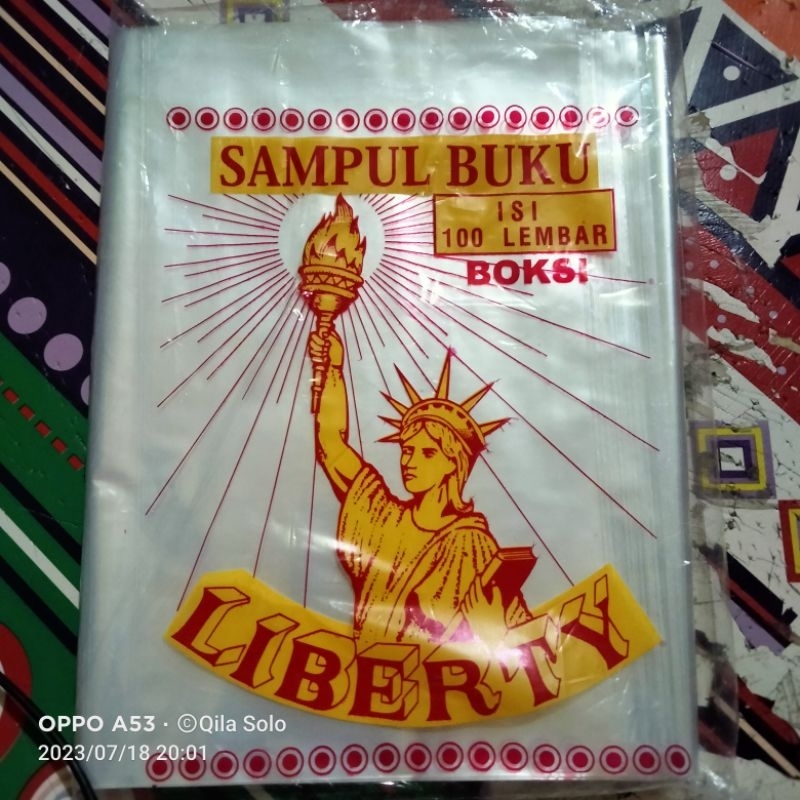 SAMPUL BUKU
ISI
100 LEMBAR
BOKSI
LIBERTY
OPPO A53 · ©Qila Solo
2023/07/18 20:01